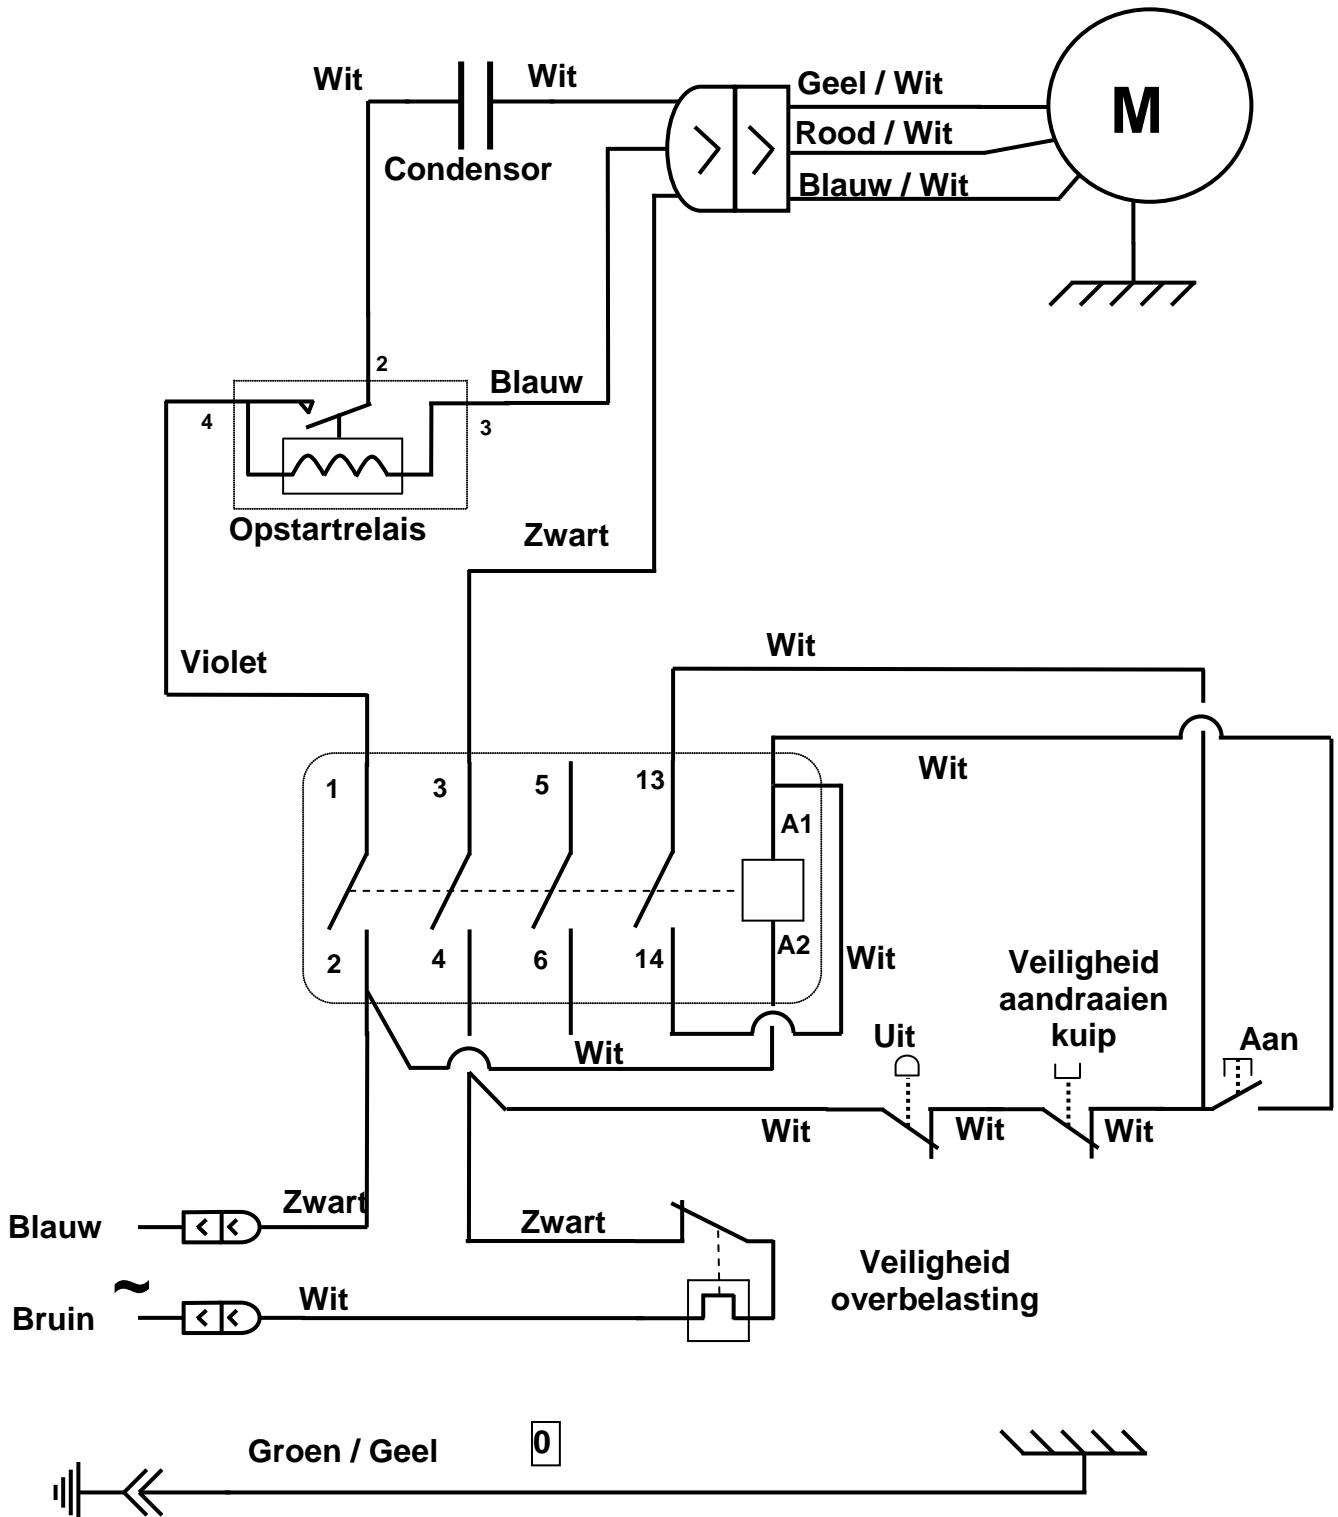 Wit
Wit
Condensor
Geel / Wit
Rood / Wit
Blauw / Wit
M
2
4
Blauw
3
Opstartrelais
Zwart
Violet
Wit
Wit
1
3
5
13
A1
2
4
6
14
A2
Wit
Wit
Uit
Veiligheid
aandraaien
kuip
Aan
Wit
Wit
Wit
Blauw
Zwart
Zwart
~
Bruin
Wit
Veiligheid
overbelasting
Groen / Geel
0